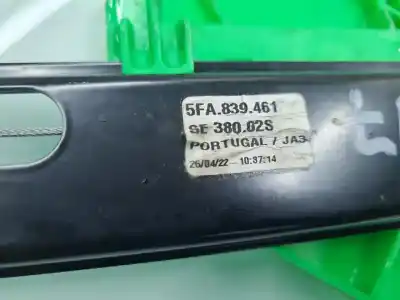 5FA.839.461
SE 380.02S
PORTUGAL / JA3
26/04/22 - 10:37:14